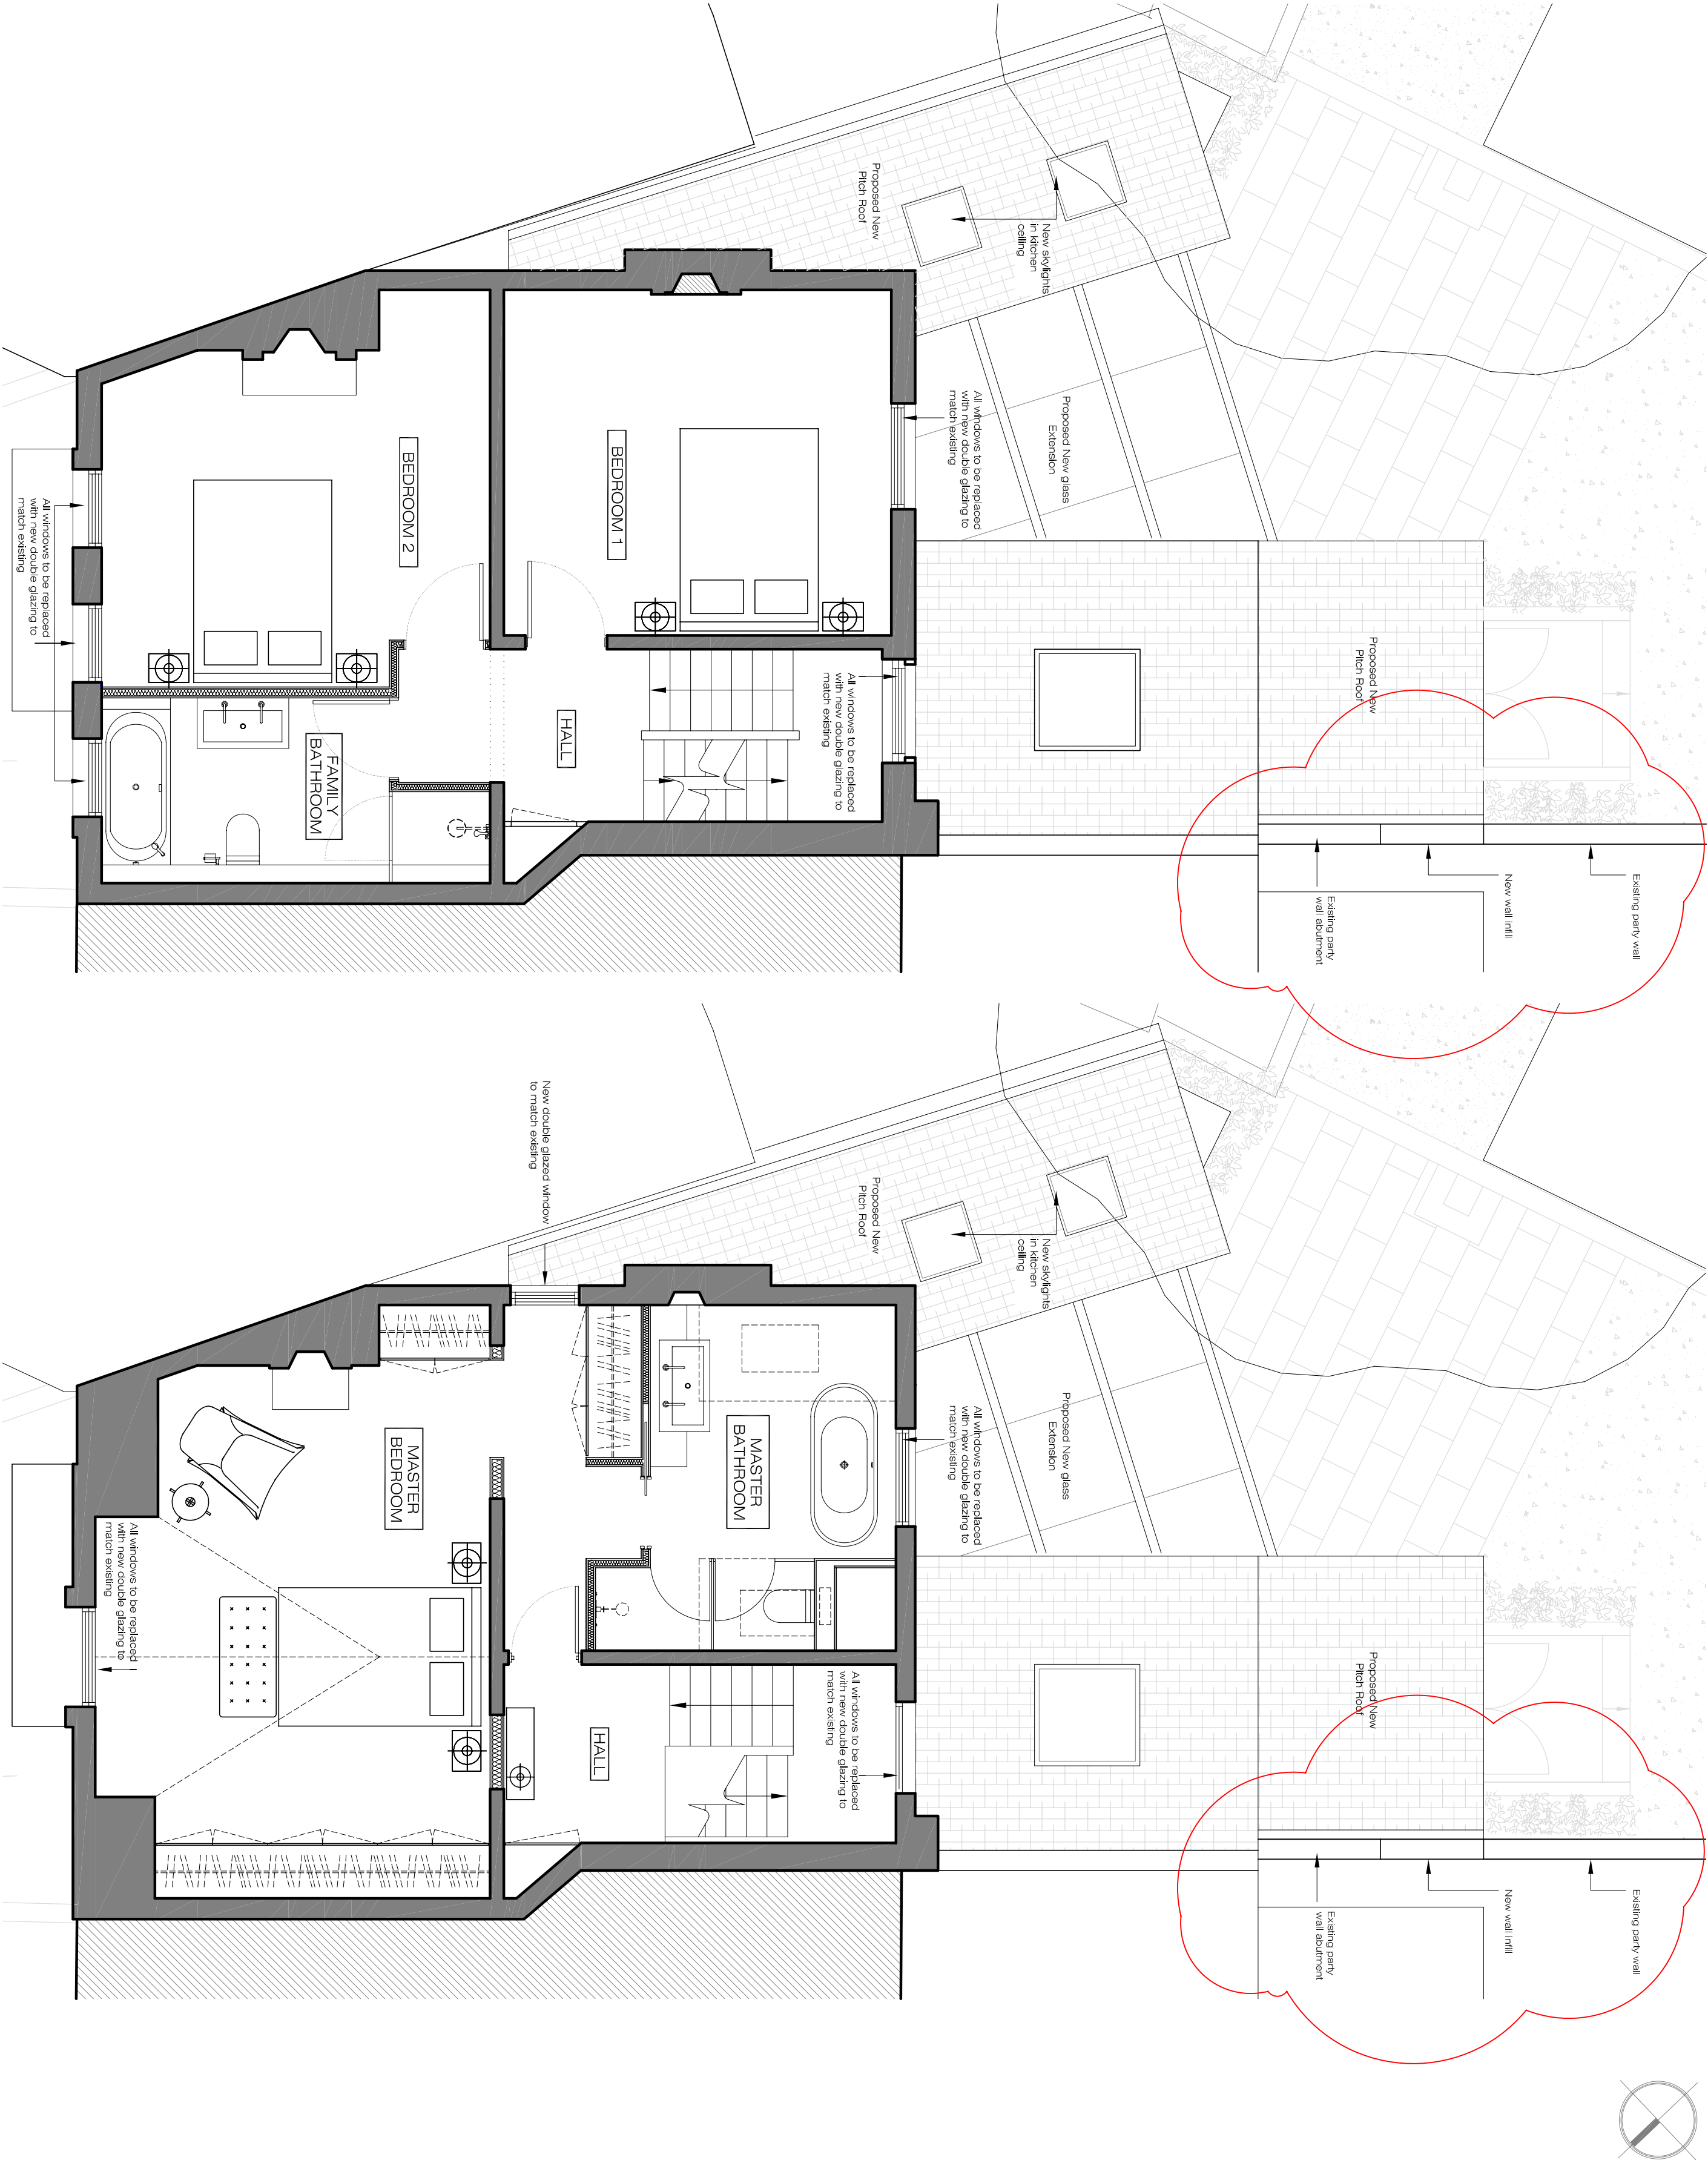 Proposed New
Pitch Roof
New skylights
in kitchen
ceiling
All windows to be replaced
with new double glazing to
match existing
Proposed New glass
Extension
BEDROOM 1
BEDROOM 2
All windows to be replaced
with new double glazing to
match existing
HALL
All windows to be replaced
with new double glazing to
match existing
FAMILY
BATHROOM
Proposed New
Pitch Roof
Existing party wall
New wall infill
Existing party
wall abutment
New double glazed window
to match existing
Proposed New
Pitch Roof
New skylights
in kitchen
ceiling
All windows to be replaced
with new double glazing to
match existing
Proposed New glass
Extension
MASTER
BATHROOM
MASTER
BEDROOM
All windows to be replaced
with new double glazing to
match existing
HALL
All windows to be replaced
with new double glazing to
match existing
Proposed New
Pitch Roof
Existing party wall
New wall infill
Existing party
wall abutment